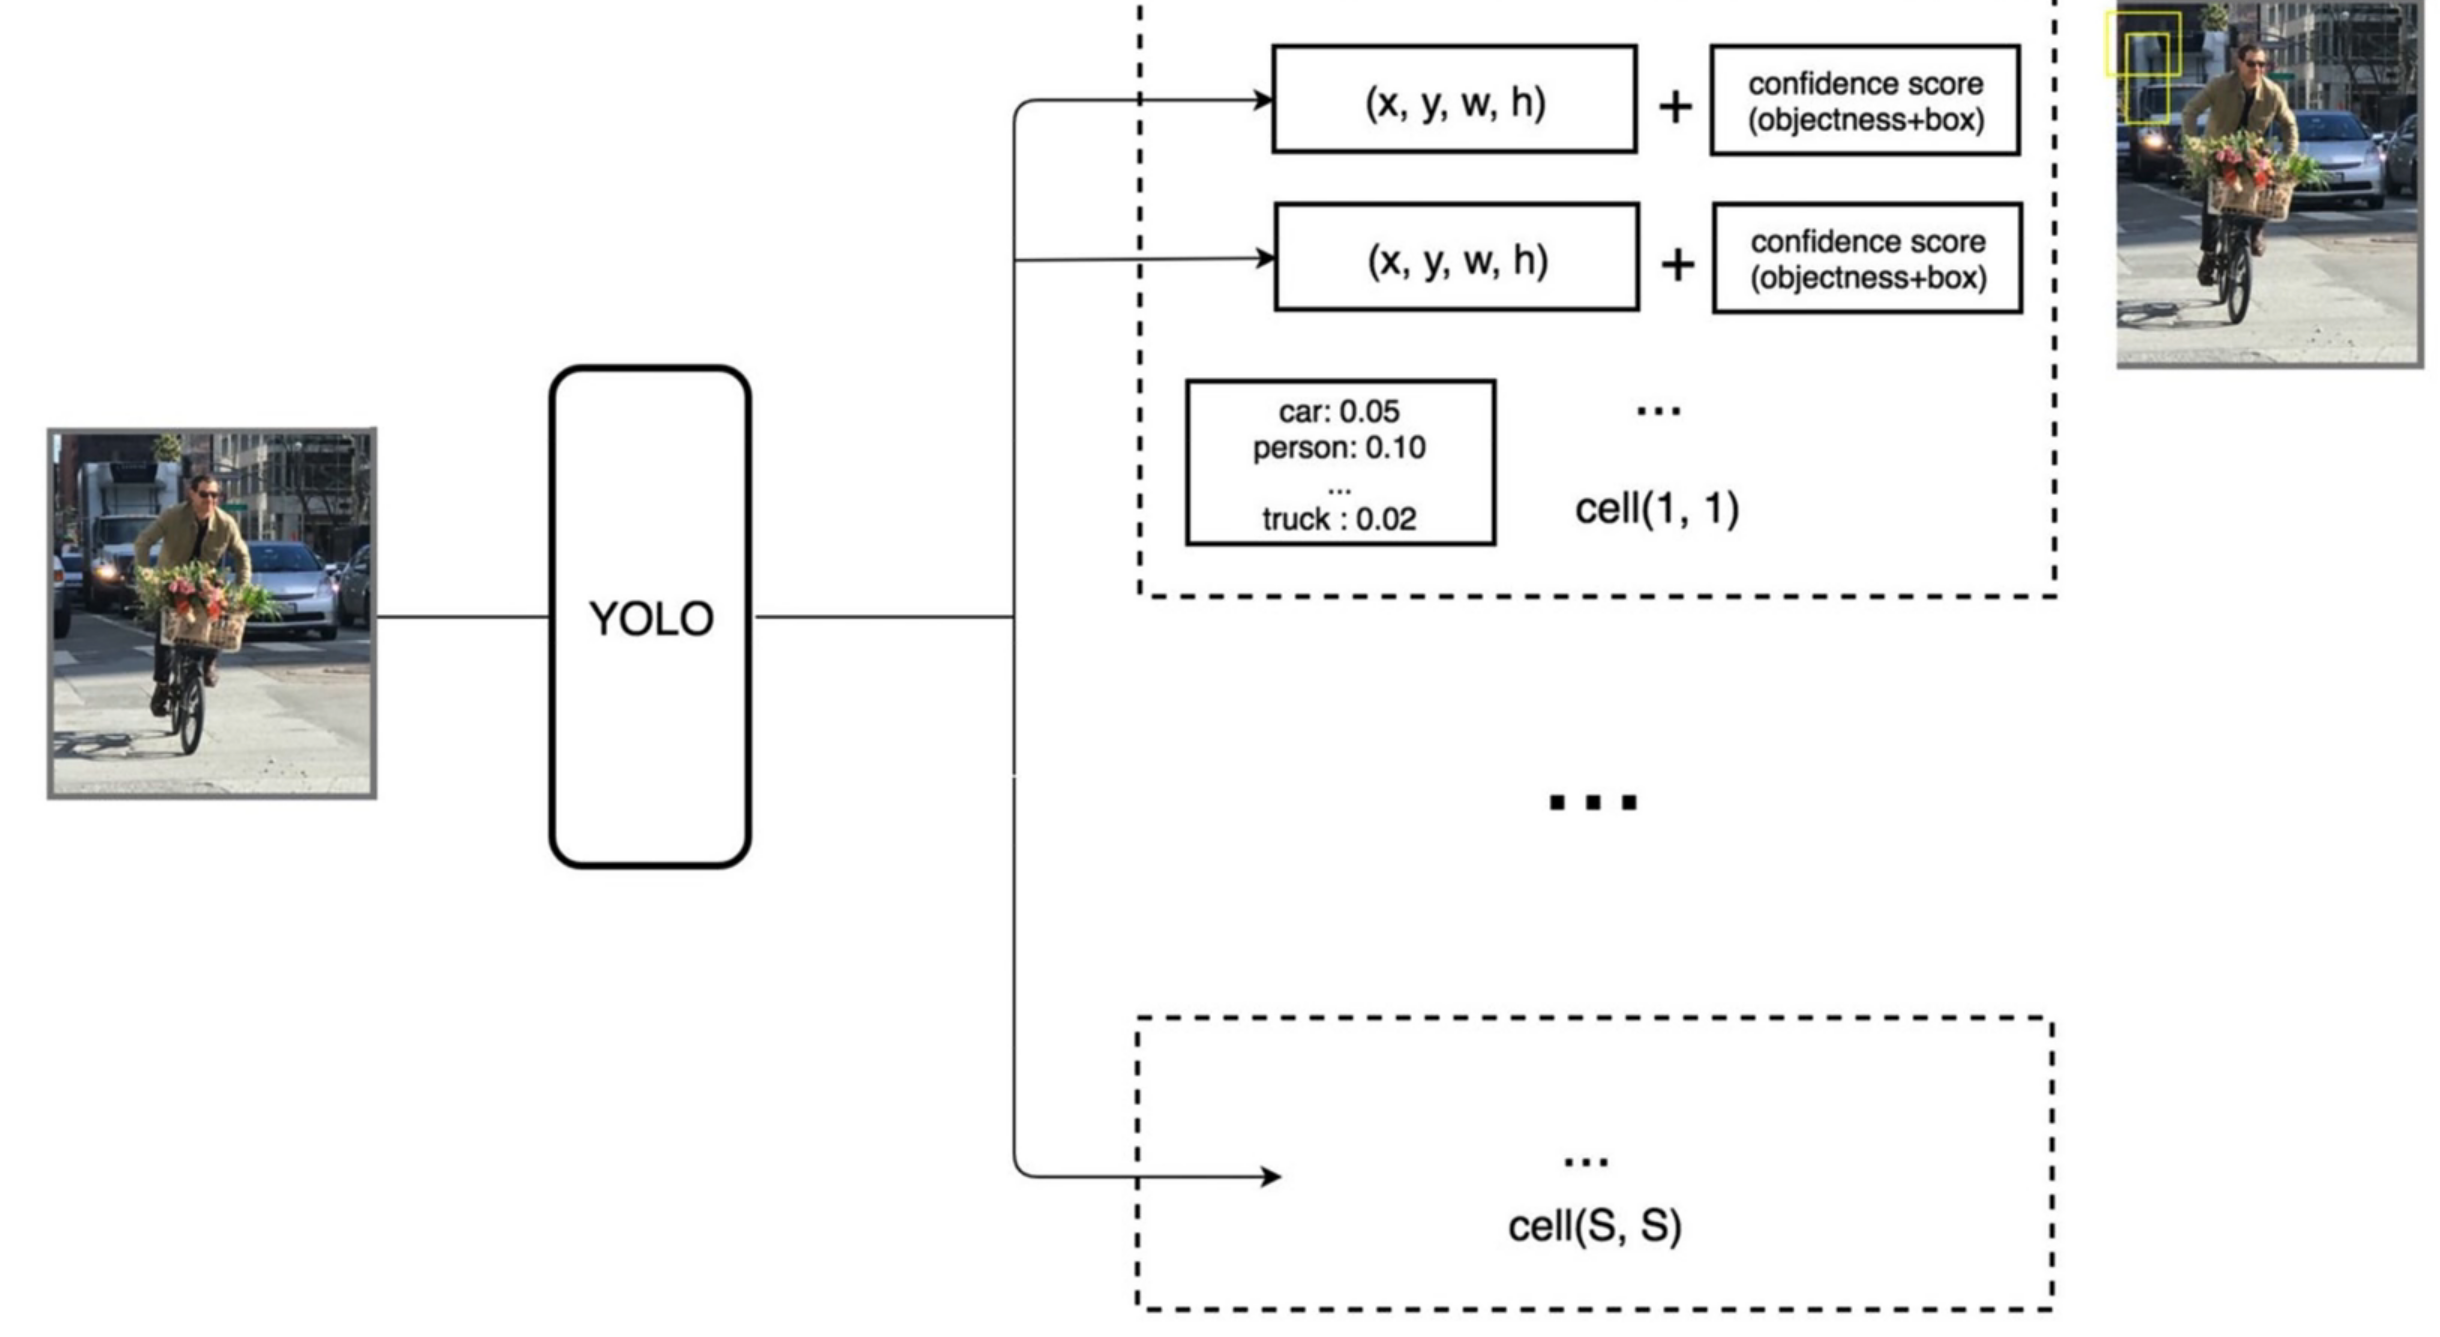 (x, y, w, h)
+
confidence score
(objectness+box)
(x, y, w, h)
+
confidence score
(objectness+box)
car: 0.05
person: 0.10
...
truck : 0.02
...
cell(1, 1)
YOLO
...
...
cell(S, S)